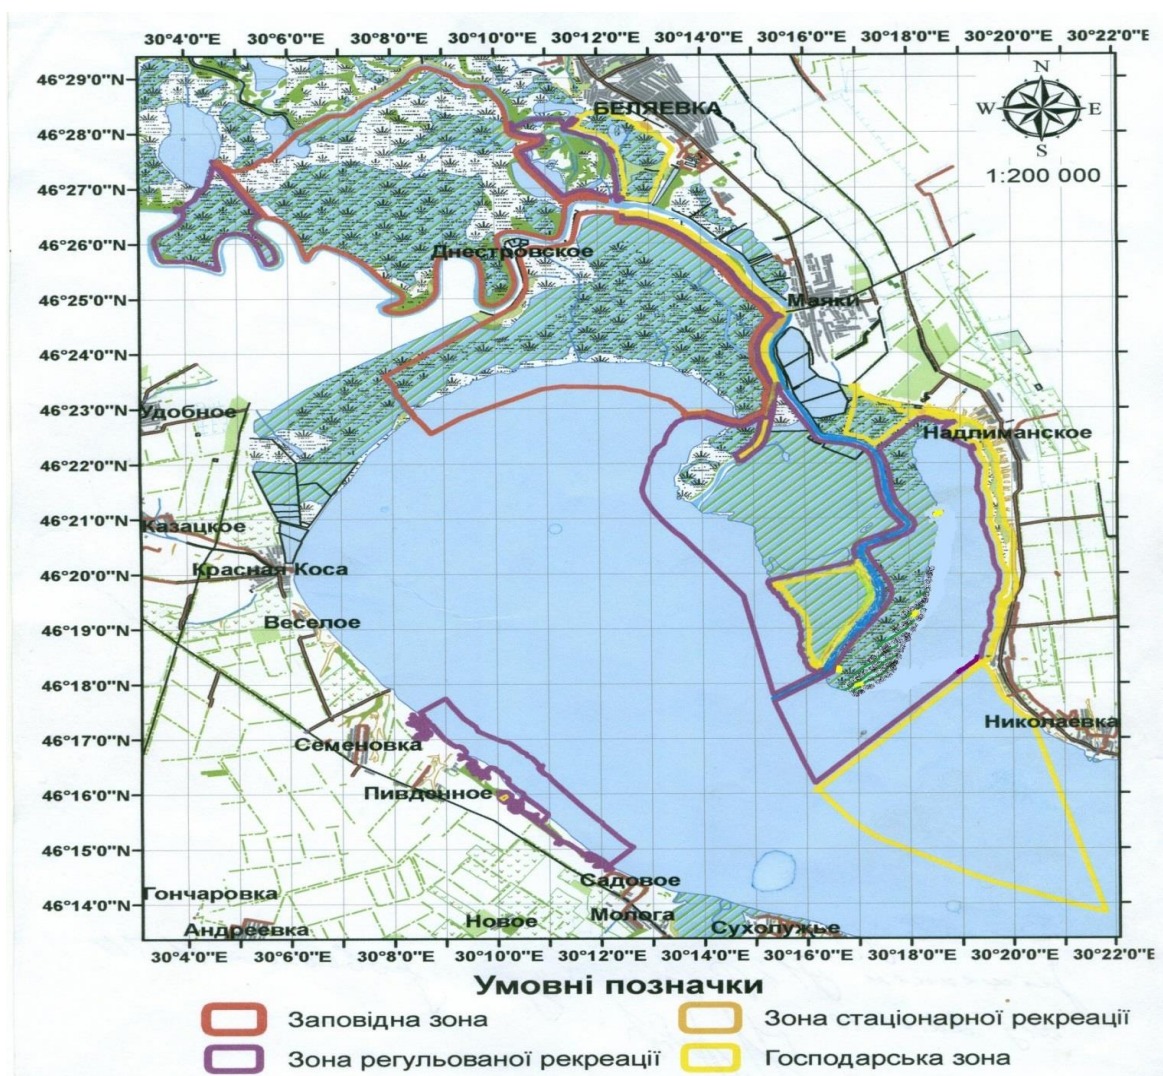 30°4'0"E 30°6'0"E 30°8'0"E 30°10'0"E 30°12'0"E 30°14'0"E 30°16'0"E 30°18'0"E 30°20'0"E 30°22'0"E
46°29'0"N
N
БЕЛЯЕВКА
W E
46°28'0"N
S
1:200 000
46°27'0"N
46°26'0"N
Днестровское
46°25'0"N
Маяки
46°24'0"N
46°23'0"N
Удобное
Надлиманское
46°22'0"N
46°21'0"N
Казацкое
46°20'0"N
Красная Коса
46°19'0"N
Веселое
46°18'0"N
Николаевка
46°17'0"N
Семеновка
46°16'0"N
Пивденное
46°15'0"N
Садовое
46°14'0"N
Гончаровка
Андреевка
Новое
Молога
Сухолужье
30°4'0"E 30°6'0"E 30°8'0"E 30°10'0"E 30°12'0"E 30°14'0"E 30°16'0"E 30°18'0"E 30°20'0"E 30°22'0"E
Умовні позначки
Заповідна зона
Зона стаціонарної рекреації
Зона регульованої рекреації
Господарська зона